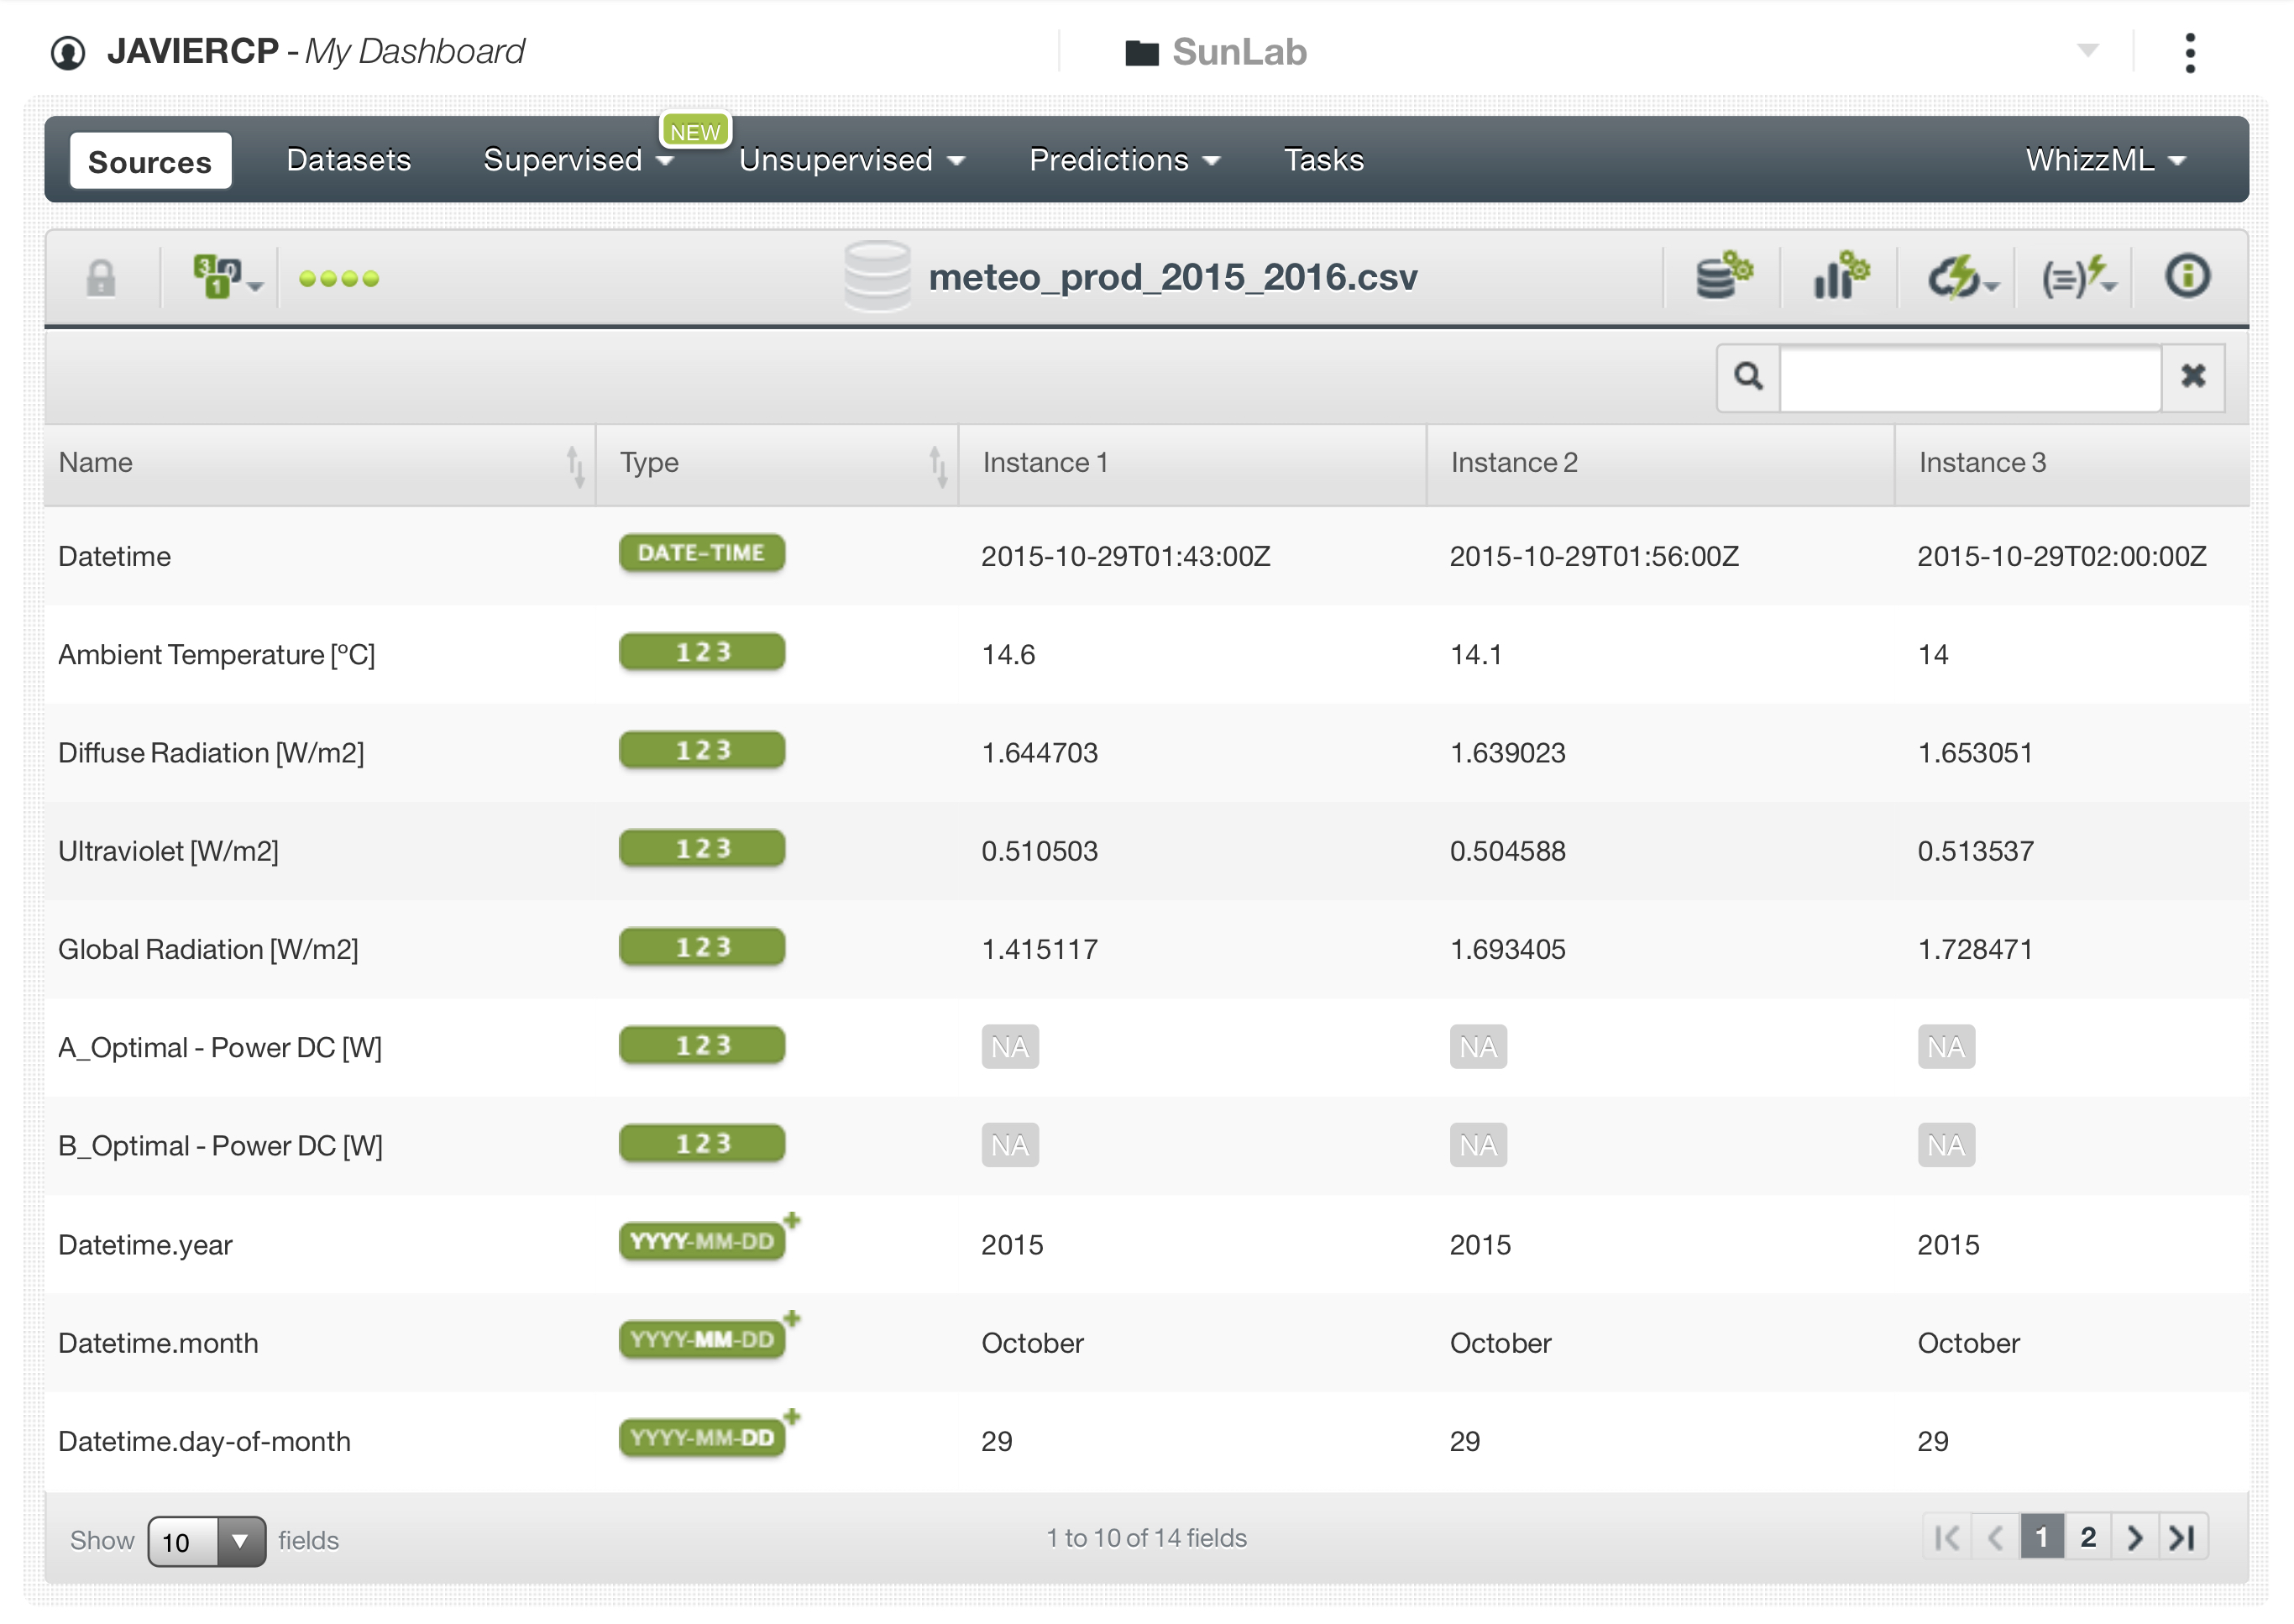 JAVIERCP - My Dashboard SunLab
NEW
Sources Datasets Supervised Unsupervised Predictions Tasks WhizzML
3 0 1 meteo_prod_2015_2016.csv (=) i
Name Type Instance 1 Instance 2 Instance 3
Datetime DATE-TIME 2015-10-29T01:43:00Z 2015-10-29T01:56:00Z 2015-10-29T02:00:00Z
Ambient Temperature [ºC] 123 14.6 14.1 14
Diffuse Radiation [W/m2] 123 1.644703 1.639023 1.653051
Ultraviolet [W/m2] 123 0.510503 0.504588 0.513537
Global Radiation [W/m2] 123 1.415117 1.693405 1.728471
A_Optimal - Power DC [W] 123 NA NA NA
B_Optimal - Power DC [W] 123 NA NA NA
Datetime.year YYYY-MM-DD 2015 2015 2015
Datetime.month YYYY-MM-DD October October October
Datetime.day-of-month YYYY-MM-DD 29 29 29
Show 10 fields 1 to 10 of 14 fields 1 2